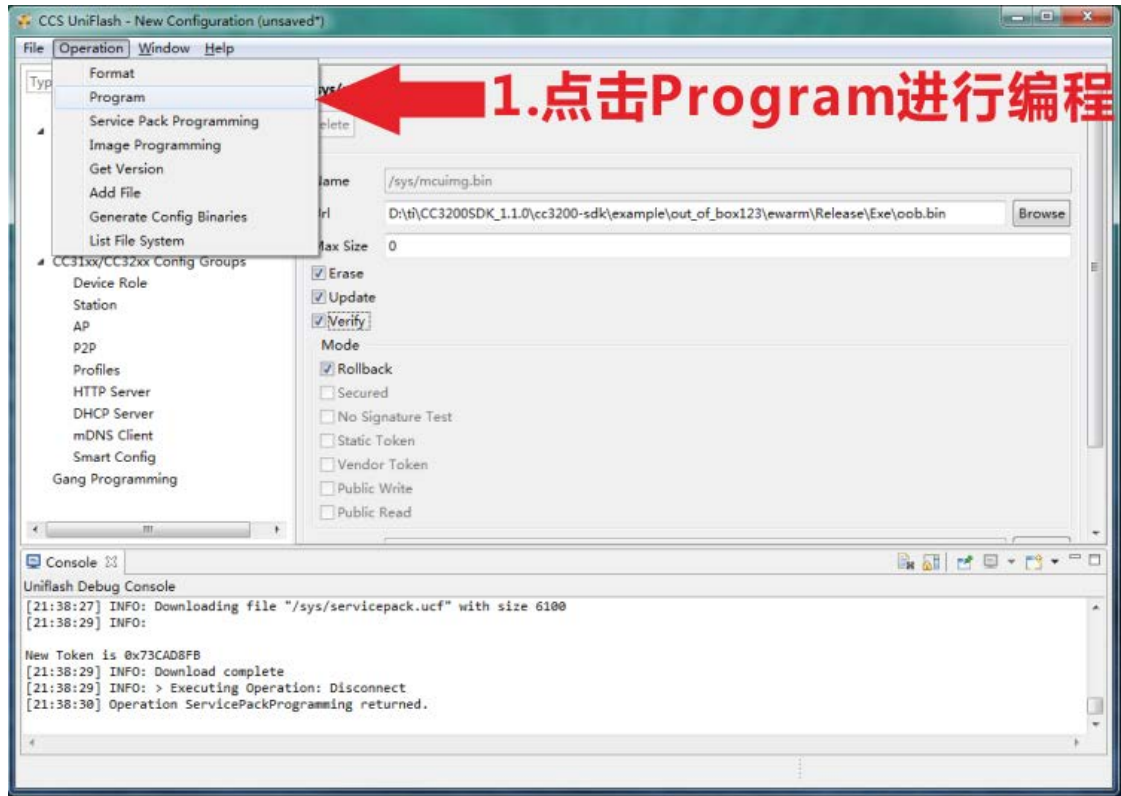 CCS UniFlash - New Configuration (unsaved*)
File Operation Window Help
Format
Program
Service Pack Programming
Image Programming
Get Version
Add File
Generate Config Binaries
List File System
1.点击Program进行编程
Typ
sys/
elete
ame /sys/mcuimg.bin
rl D:\ti\CC3200SDK_1.1.0\cc3200-sdk\example\out_of_box123\ewarm\Release\Exe\oob.bin Browse
Max Size 0
Erase
Update
Verify
Mode
Rollback
Secured
No Signature Test
Static Token
Vendor Token
Public Write
Public Read
CC31xx/CC32xx Config Groups
Device Role
Station
AP
P2P
Profiles
HTTP Server
DHCP Server
mDNS Client
Smart Config
Gang Programming
Console
Uniflash Debug Console
[21:38:27] INFO: Downloading file "/sys/servicepack.ucf" with size 6100
[21:38:29] INFO:
New Token is 0x73CAD8FB
[21:38:29] INFO: Download complete
[21:38:29] INFO: > Executing Operation: Disconnect
[21:38:30] Operation ServicePackProgramming returned.